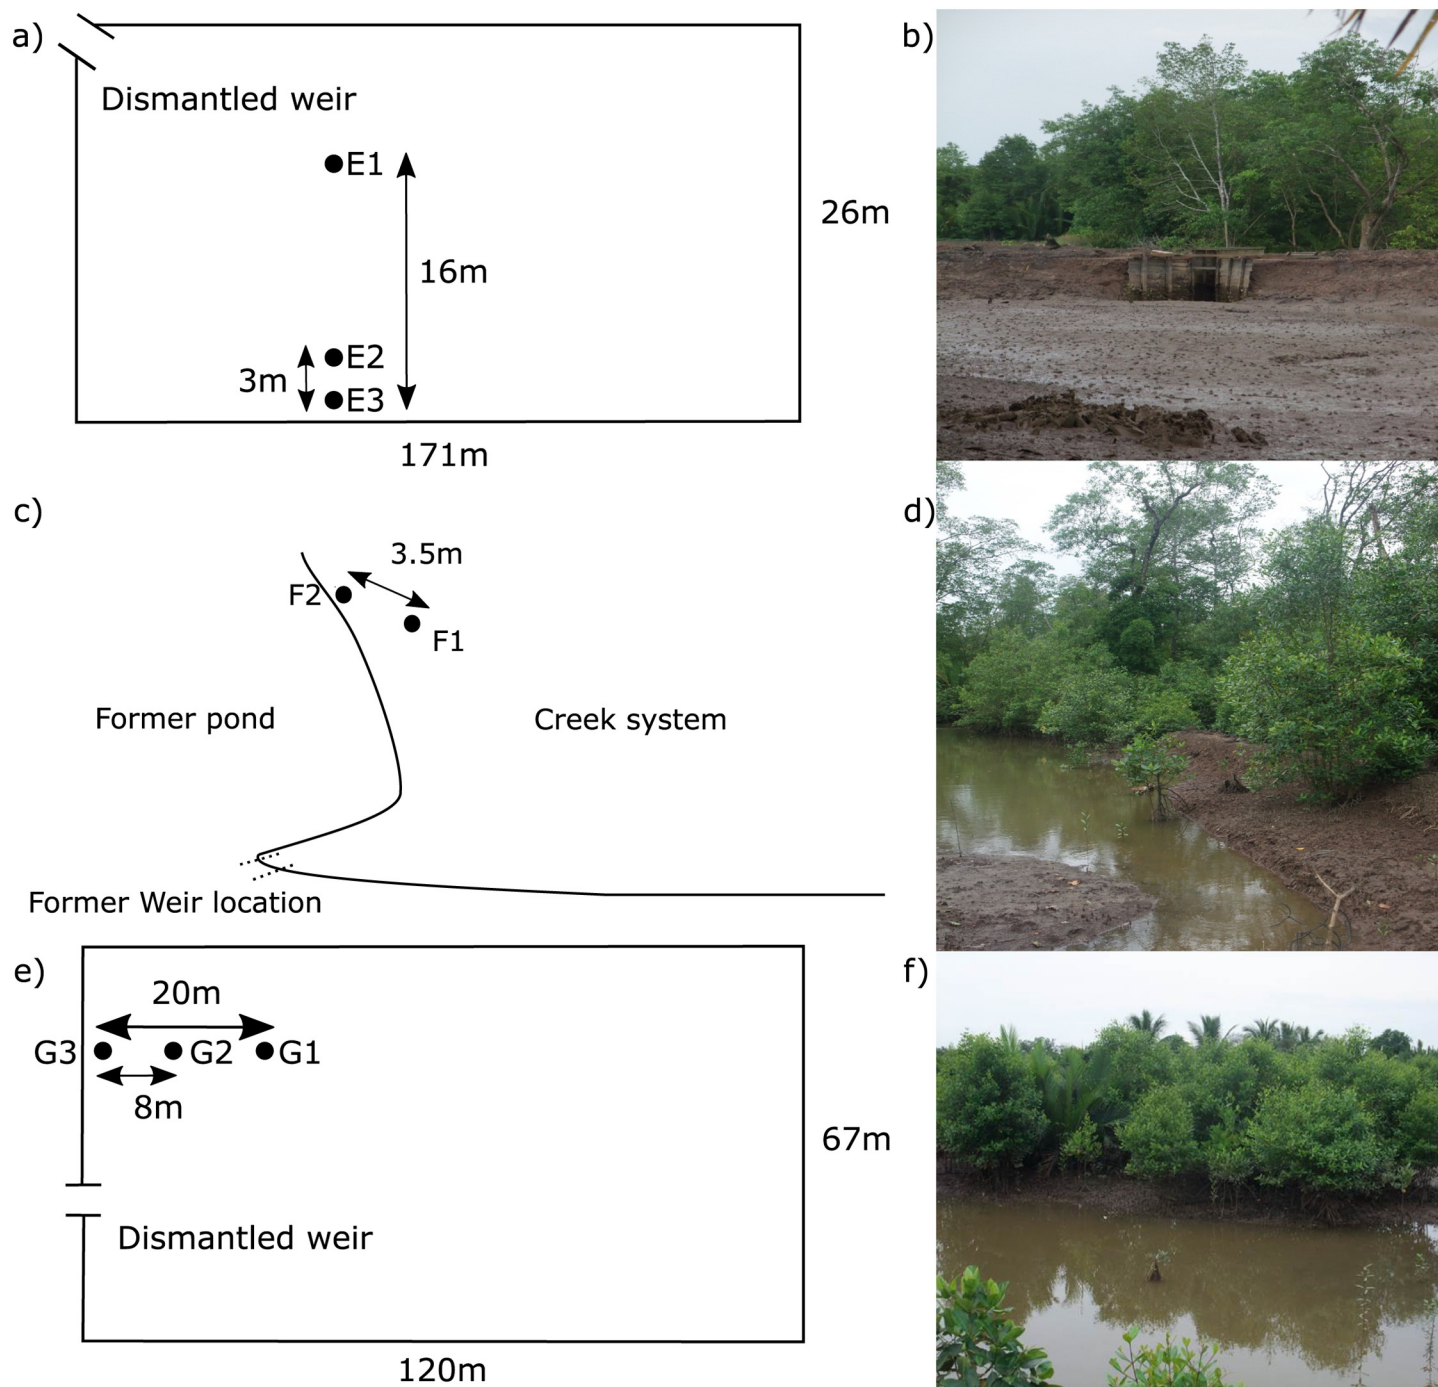 a)
Dismantled weir
E1
16m
E2
3m
E3
26m
171m
b)
c)
3.5m
F2
F1
Former pond
Creek system
Former Weir location
d)
e)
20m
G3
G2
G1
8m
Dismantled weir
67m
120m
f)